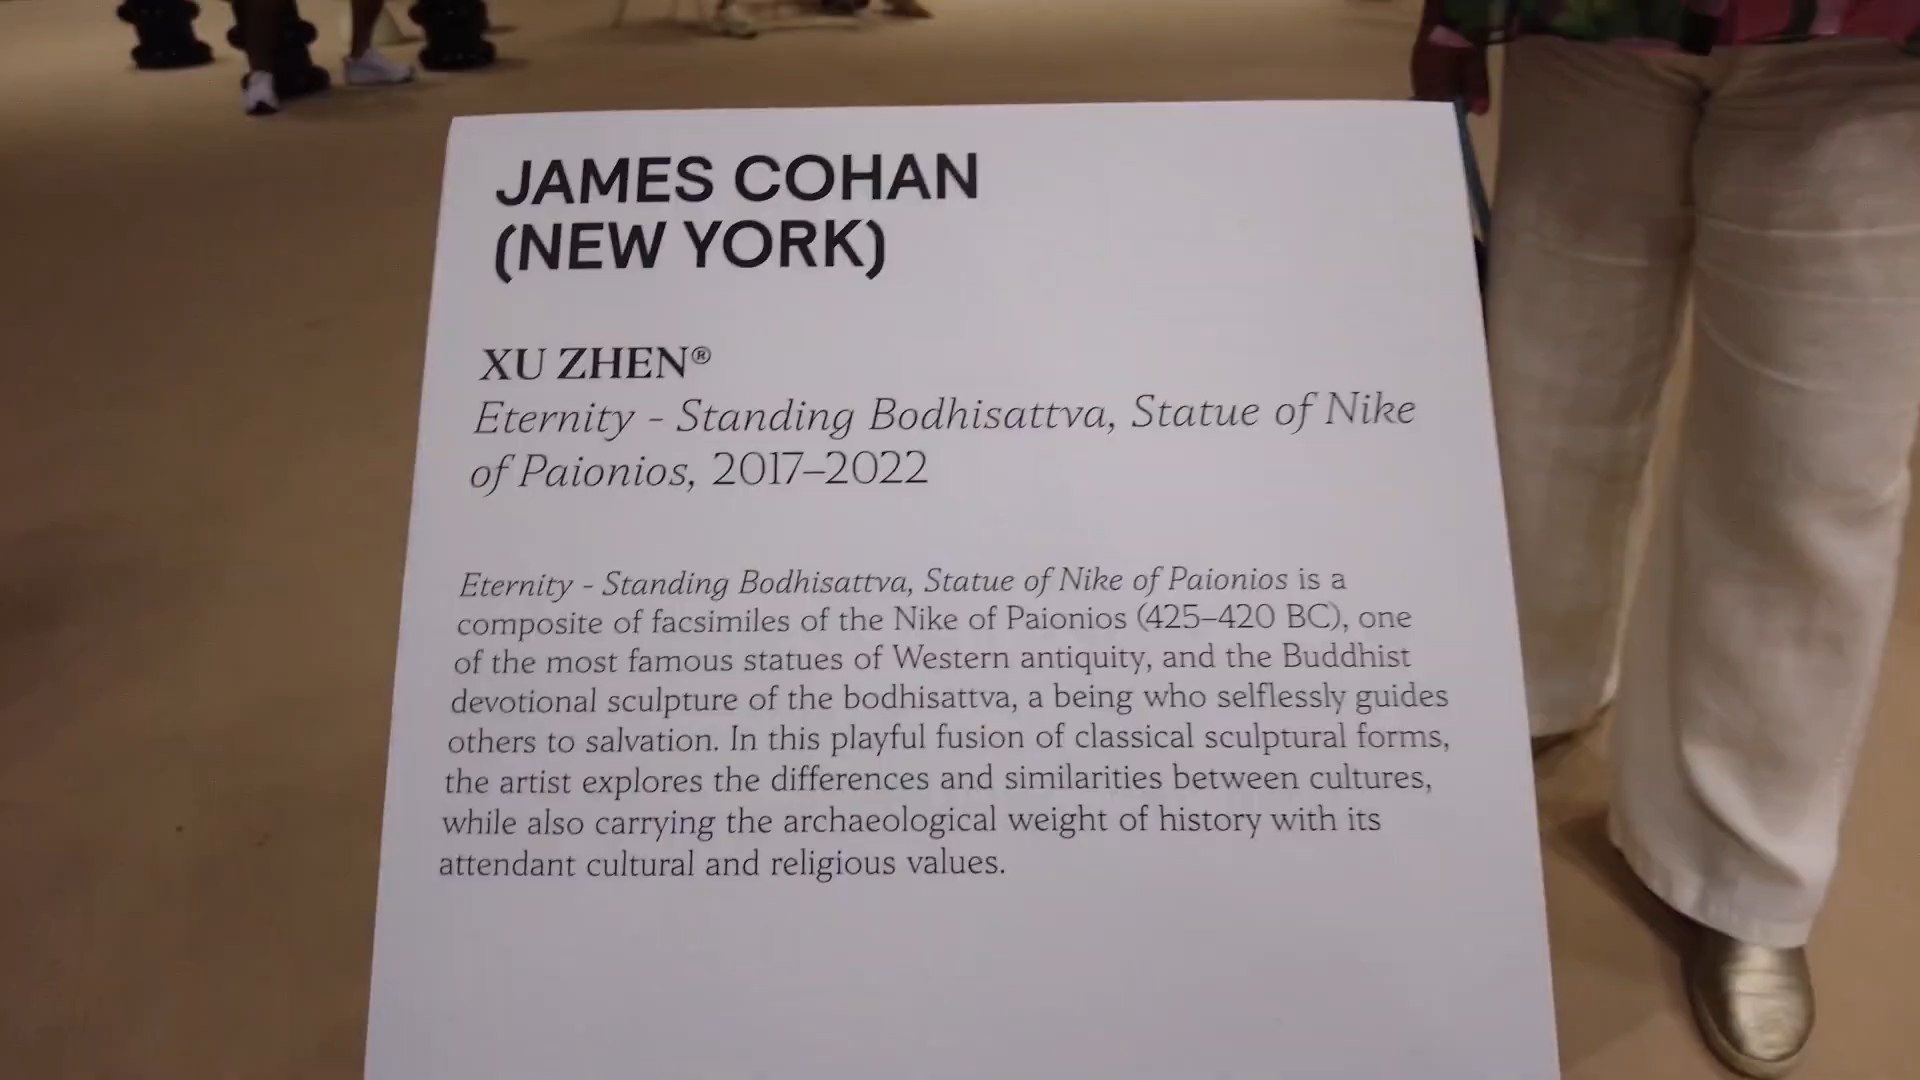 JAMES COHAN
(NEW YORK)
XU ZHEN®
Eternity - Standing Bodhisattva, Statue of Nike
of Paionios, 2017–2022
Eternity - Standing Bodhisattva, Statue of Nike of Paionios is a
composite of facsimiles of the Nike of Paionios (425–420 BC), one
of the most famous statues of Western antiquity, and the Buddhist
devotional sculpture of the bodhisattva, a being who selflessly guides
others to salvation. In this playful fusion of classical sculptural forms,
the artist explores the differences and similarities between cultures,
while also carrying the archaeological weight of history with its
attendant cultural and religious values.